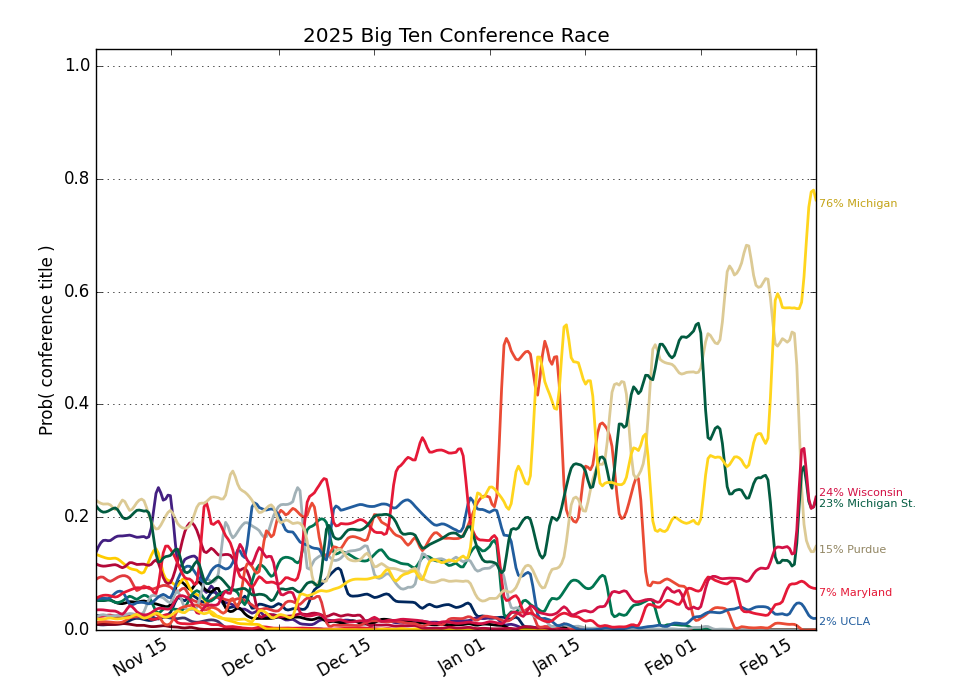 2025 Big Ten Conference Race
Prob( conference title )
1.0
0.8
0.6
0.4
0.2
0.0
76% Michigan
24% Wisconsin
23% Michigan St.
15% Purdue
7% Maryland
2% UCLA
Nov 15
Dec 01
Dec 15
Jan 01
Jan 15
Feb 01
Feb 15